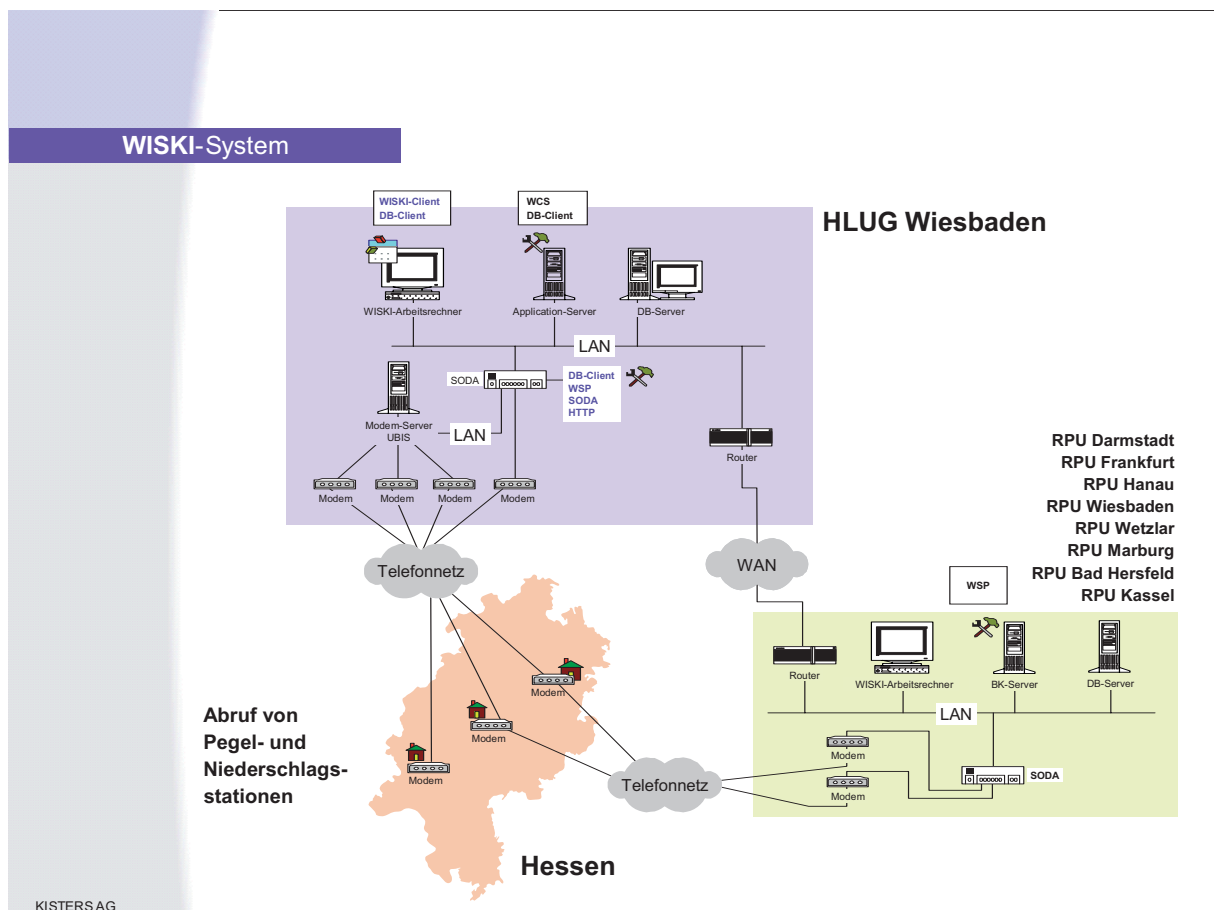 WISKI-System
WISKI-Client
DB-Client
WCS
DB-Client
HLUG Wiesbaden
WISKI-Arbeitsrechner
Application-Server
DB-Server
LAN
SODA
DB-Client
WSP
SODA
HTTP
Modem-Server
UBIS
LAN
Router
Modem
Modem
Modem
Modem
RPU Darmstadt
RPU Frankfurt
RPU Hanau
RPU Wiesbaden
RPU Wetzlar
RPU Marburg
RPU Bad Hersfeld
RPU Kassel
Telefonnetz
WAN
WSP
Router
WISKI-Arbeitsrechner
BK-Server
DB-Server
LAN
Modem
Modem
Modem
Abruf von
Pegel- und
Niederschlags-
stationen
Modem
Modem
SODA
Telefonnetz
Hessen
KISTERS AG